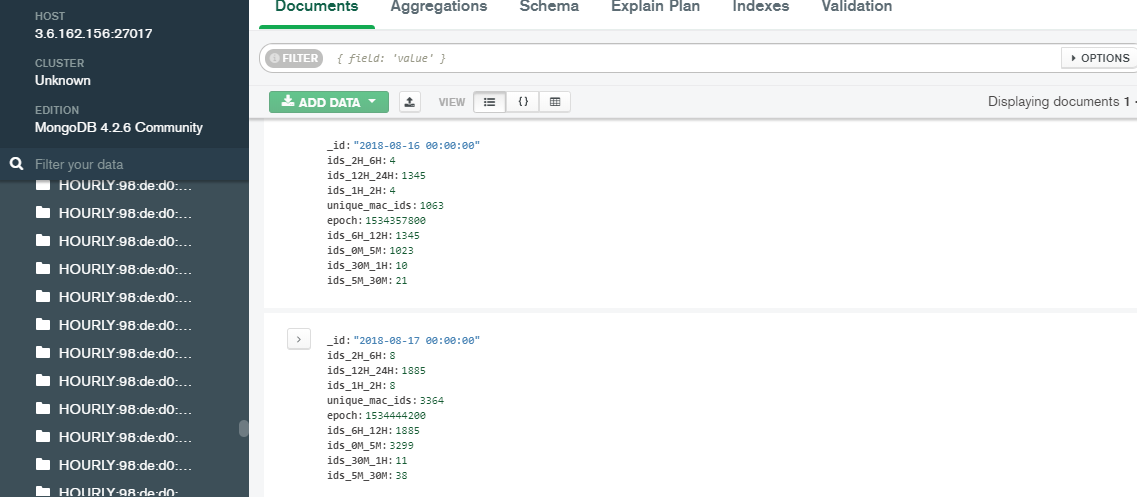 HOST
3.6.162.156:27017
CLUSTER
Unknown
EDITION
MongoDB 4.2.6 Community
Filter your data
HOURLY:98:de:d0:...
HOURLY:98:de:d0:...
HOURLY:98:de:d0:...
HOURLY:98:de:d0:...
HOURLY:98:de:d0:...
HOURLY:98:de:d0:...
HOURLY:98:de:d0:...
HOURLY:98:de:d0:...
HOURLY:98:de:d0:...
HOURLY:98:de:d0:...
HOURLY:98:de:d0:...
HOURLY:98:de:d0:...
Documents Aggregations Schema Explain Plan Indexes Validation
FILTER { field: 'value' } OPTIONS
ADD DATA VIEW {} Displaying documents 1 -
_id: "2018-08-16 00:00:00"
ids_2H_6H: 4
ids_12H_24H: 1345
ids_1H_2H: 4
unique_mac_ids: 1063
epoch: 1534357800
ids_6H_12H: 1345
ids_0M_5M: 1023
ids_30M_1H: 10
ids_5M_30M: 21
_id: "2018-08-17 00:00:00"
ids_2H_6H: 8
ids_12H_24H: 1885
ids_1H_2H: 8
unique_mac_ids: 3364
epoch: 1534444200
ids_6H_12H: 1885
ids_0M_5M: 3299
ids_30M_1H: 11
ids_5M_30M: 38